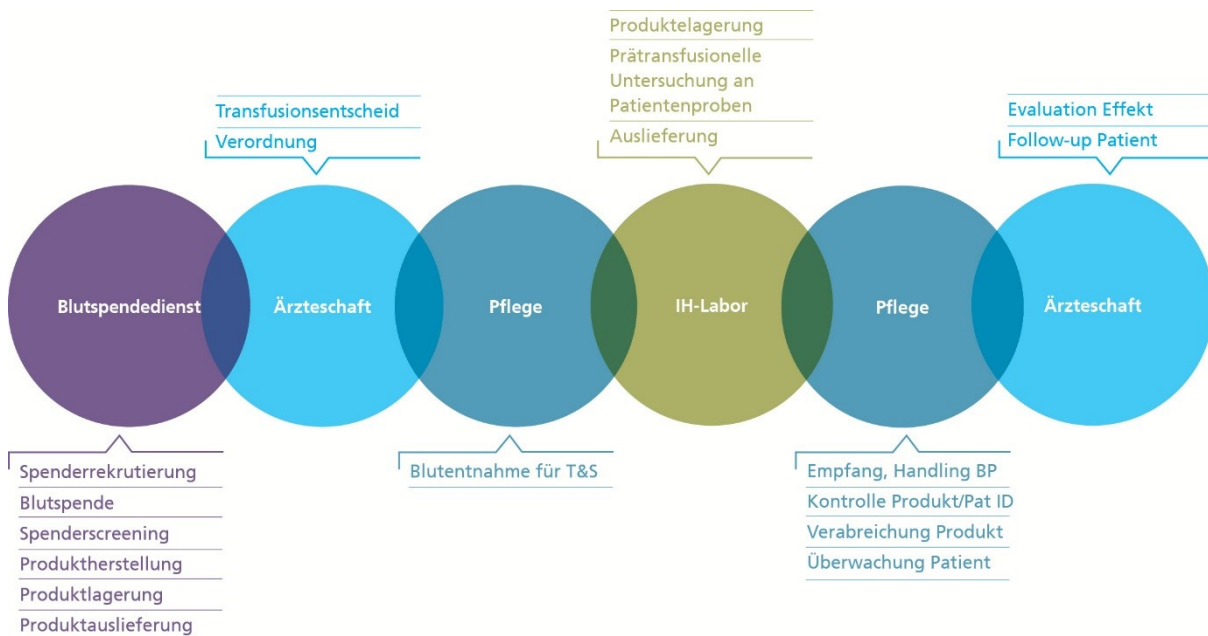 Produktelagerung
Prätransfusionelle
Untersuchung an
Patientenproben
Auslieferung
Transfusionsentscheid
Verordnung
Evaluation Effekt
Follow-up Patient
Blutspendedienst
Ärzteschaft
Pflege
IH-Labor
Pflege
Ärzteschaft
Spenderrekrutierung
Blutspende
Spenderscreening
Produktherstellung
Produktlagerung
Produktauslieferung
Blutentnahme für T&S
Empfang, Handling BP
Kontrolle Produkt/Pat ID
Verabreichung Produkt
Überwachung Patient